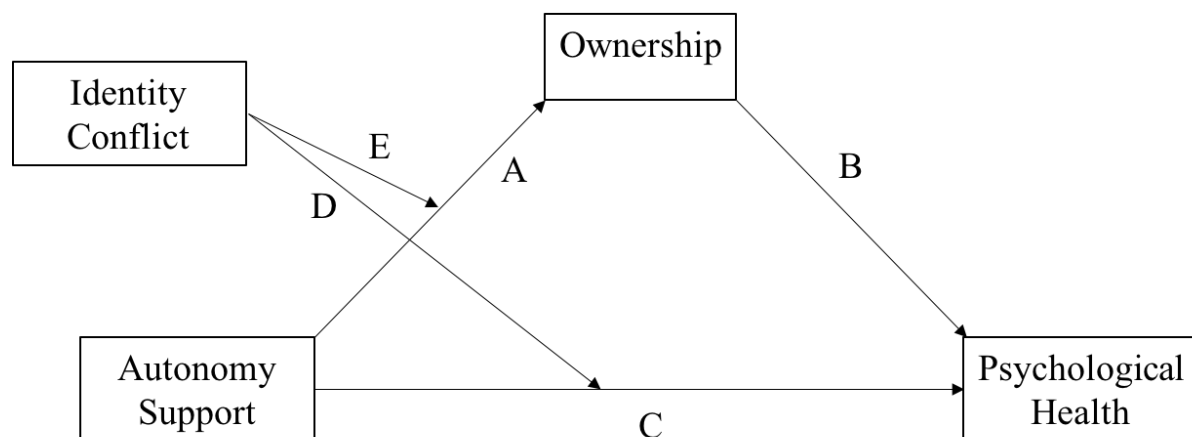 Ownership
Identity
Conflict
E
A
B
D
Autonomy
Support
Psychological
Health
C